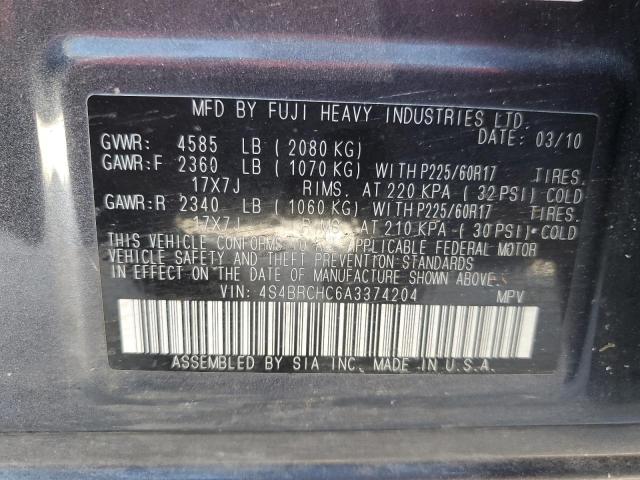 MFD BY FUJI HEAVY INDUSTRIES LTD.
DATE: 03/10
GVWR: 4585 LB ( 2080 KG)
GAWR:F 2360 LB ( 1070 KG) WITH P225/60R17 TIRES.
17X7J RIMS. AT 220 KPA ( 32 PSI) COLD
GAWR:R 2340 LB ( 1060 KG) WITH P225/60R17 TIRES.
17X7J RIMS. AT 210 KPA ( 30 PSI) COLD
THIS VEHICLE CONFORMS TO ALL APPLICABLE FEDERAL MOTOR
VEHICLE SAFETY AND THEFT PREVENTION STANDARDS
IN EFFECT ON THE DATE OF MANUFACTURE SHOWN ABOVE.
VIN: 4S4BRCHC6A3374204 MPV
ASSEMBLED BY SIA INC. MADE IN U.S.A.